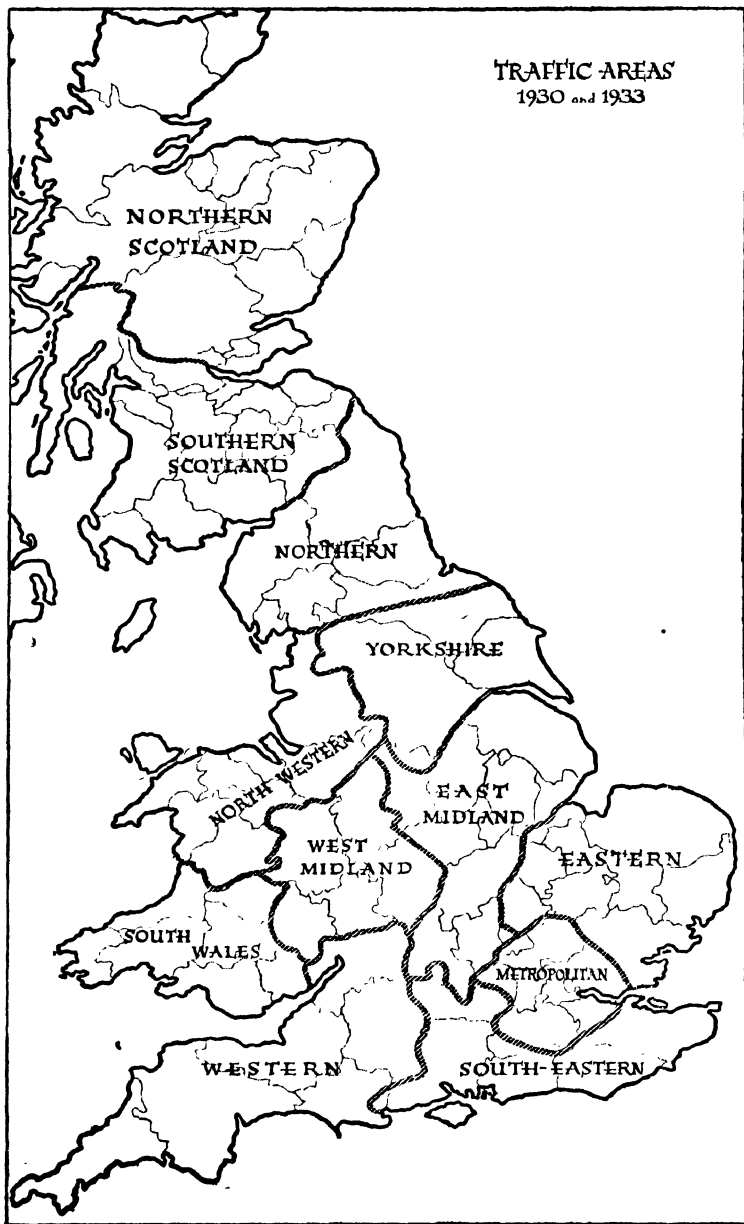 TRAFFIC AREAS
1930 and 1933
NORTHERN
SCOTLAND
SOUTHERN
SCOTLAND
NORTHERN
YORKSHIRE
NORTH WESTERN
EAST
MIDLAND
WEST
MIDLAND
EASTERN
SOUTH WALES
METROPOLITAN
WESTERN
SOUTH-EASTERN